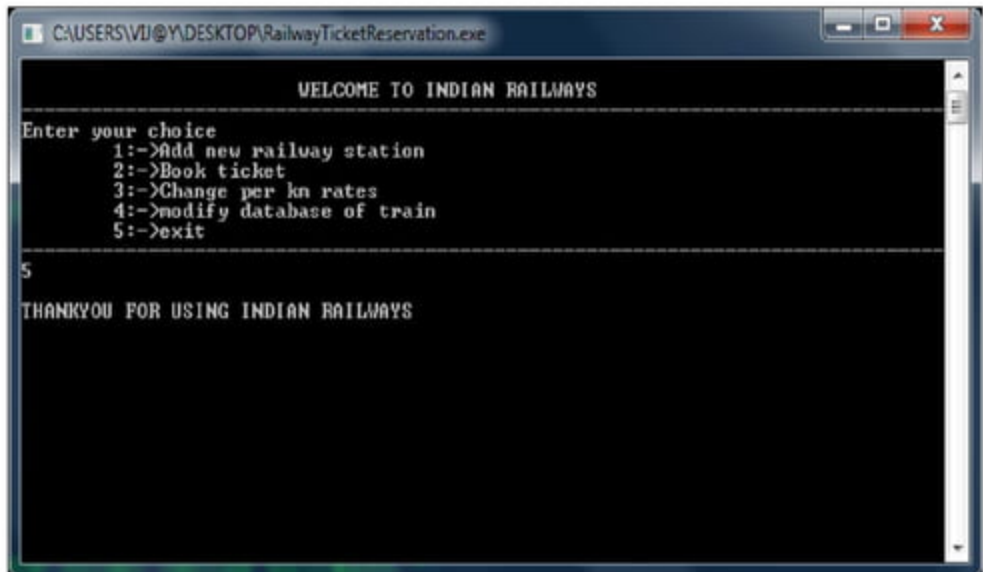 C:\USERS\VIJ@Y\DESKTOP\RailwayTicketReservation.exe
WELCOME TO INDIAN RAILWAYS
Enter your choice
1:->Add new railway station
2:->Book ticket
3:->Change per km rates
4:->modify database of train
5:->exit
5
THANKYOU FOR USING INDIAN RAILWAYS